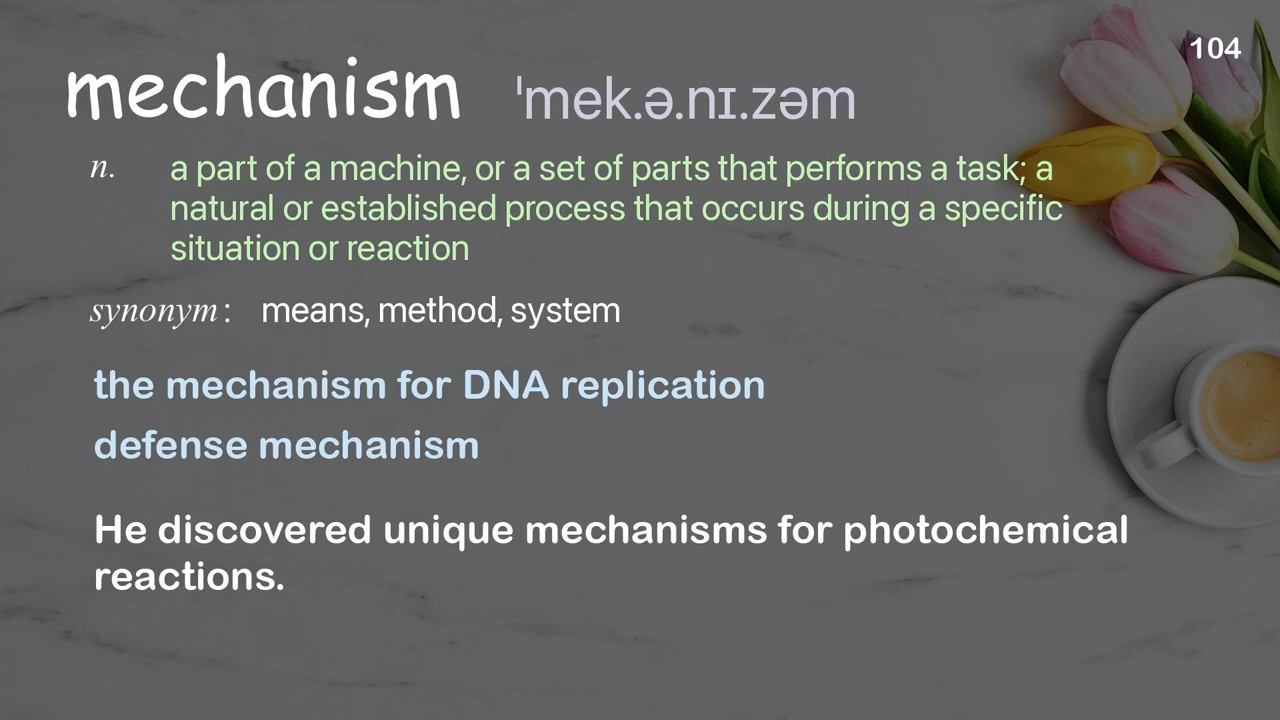 104
mechanism ˈmek.ə.nɪ.zəm
n. a part of a machine, or a set of parts that performs a task; a
natural or established process that occurs during a specific
situation or reaction
synonym: means, method, system
the mechanism for DNA replication
defense mechanism
He discovered unique mechanisms for photochemical
reactions.